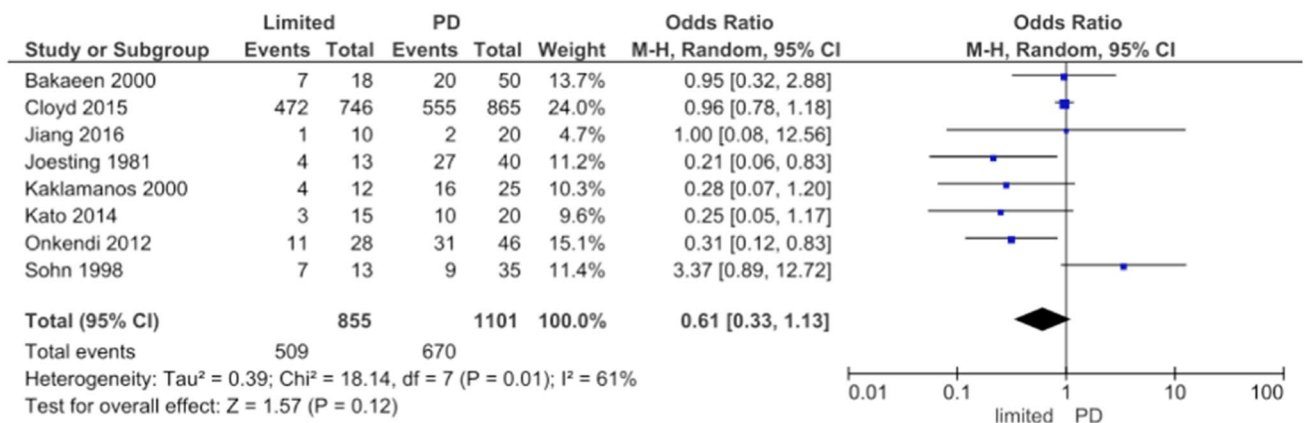 Limited PD Odds Ratio Odds Ratio
Study or Subgroup Events Total Events Total Weight M-H, Random, 95% CI M-H, Random, 95% CI
Bakaeen 2000 7 18 20 50 13.7% 0.95 [0.32, 2.88]
Cloyd 2015 472 746 555 865 24.0% 0.96 [0.78, 1.18]
Jiang 2016 1 10 2 20 4.7% 1.00 [0.08, 12.56]
Joesting 1981 4 13 27 40 11.2% 0.21 [0.06, 0.83]
Kaklamanos 2000 4 12 16 25 10.3% 0.28 [0.07, 1.20]
Kato 2014 3 15 10 20 9.6% 0.25 [0.05, 1.17]
Onkendi 2012 11 28 31 46 15.1% 0.31 [0.12, 0.83]
Sohn 1998 7 13 9 35 11.4% 3.37 [0.89, 12.72]
Total (95% CI) 855 1101 100.0% 0.61 [0.33, 1.13]
Total events 509 670
Heterogeneity: Tau² = 0.39; Chi² = 18.14, df = 7 (P = 0.01); I² = 61%
Test for overall effect: Z = 1.57 (P = 0.12)
0.01 0.1 1 10 100
limited PD